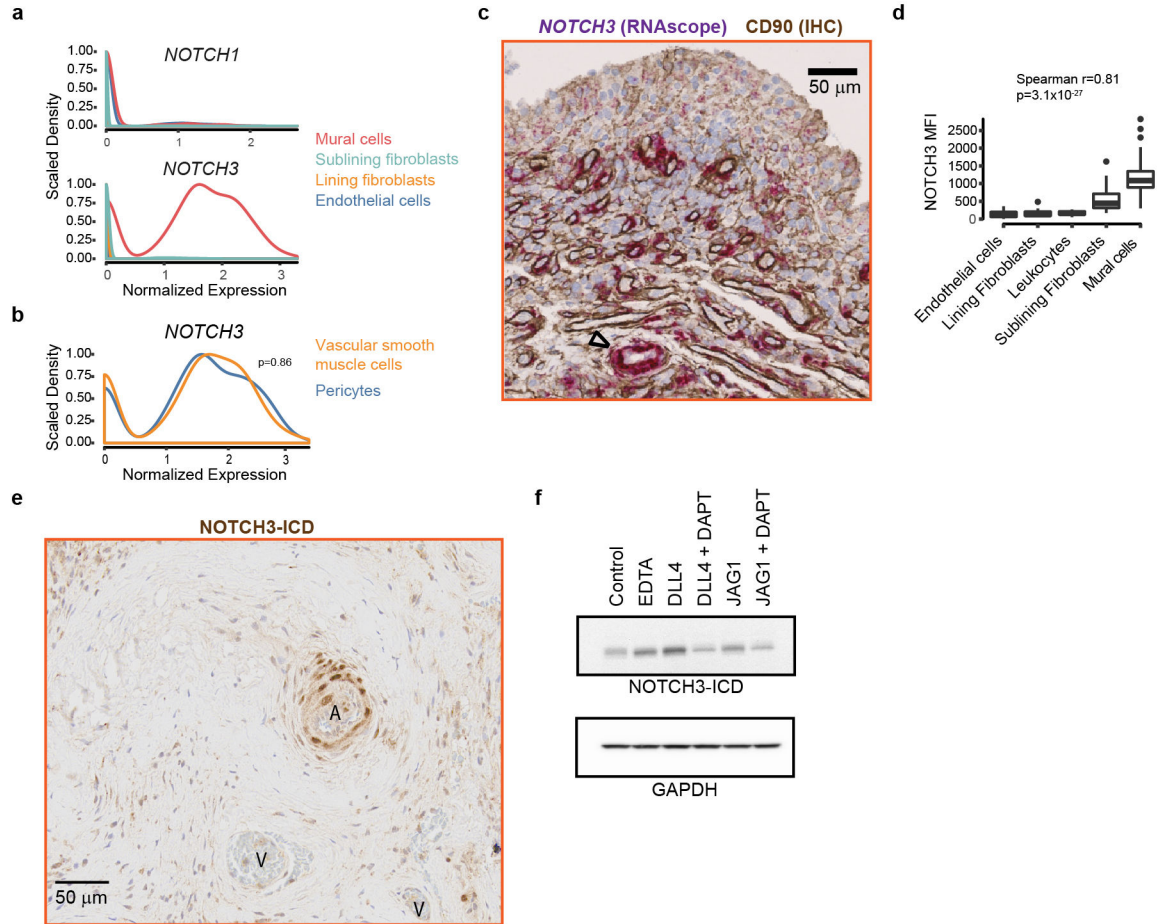 a
NOTCH1
1.00
0.75
0.50
0.25
0.00
0 1 2
NOTCH3
1.00
0.75
0.50
0.25
0.00
0 1 2 3
Scaled Density
Normalized Expression
Mural cells
Sublining fibroblasts
Lining fibroblasts
Endothelial cells
b
NOTCH3
1.00
0.75
0.50
0.25
0.00
0 1 2 3
Scaled Density
Normalized Expression
p=0.86
Vascular smooth
muscle cells
Pericytes
c
NOTCH3 (RNAscope) CD90 (IHC)
50 μm
d
Spearman r=0.81
p=3.1x10-27
NOTCH3 MFI
2500
2000
1500
1000
500
0
Endothelial cells
Lining Fibroblasts
Leukocytes
Sublining Fibroblasts
Mural cells
e
NOTCH3-ICD
A
V
V
50 μm
f
Control
EDTA
DLL4
DLL4 + DAPT
JAG1
JAG1 + DAPT
NOTCH3-ICD
GAPDH